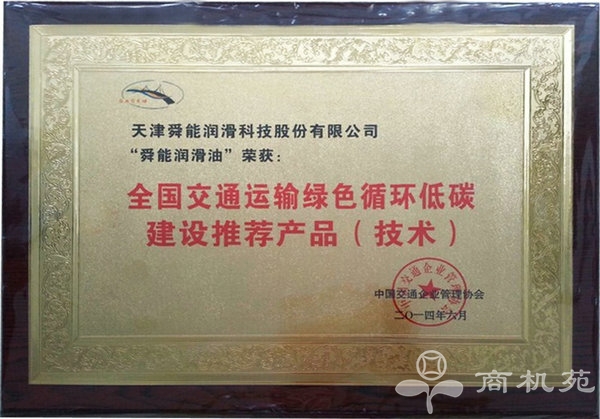 天津舜能润滑科技股份有限公司
“舜能润滑油”荣获：
全国交通运输绿色循环低碳
建设推荐产品（技术）
中国交通企业管理协会
二〇一四年六月
商机苑